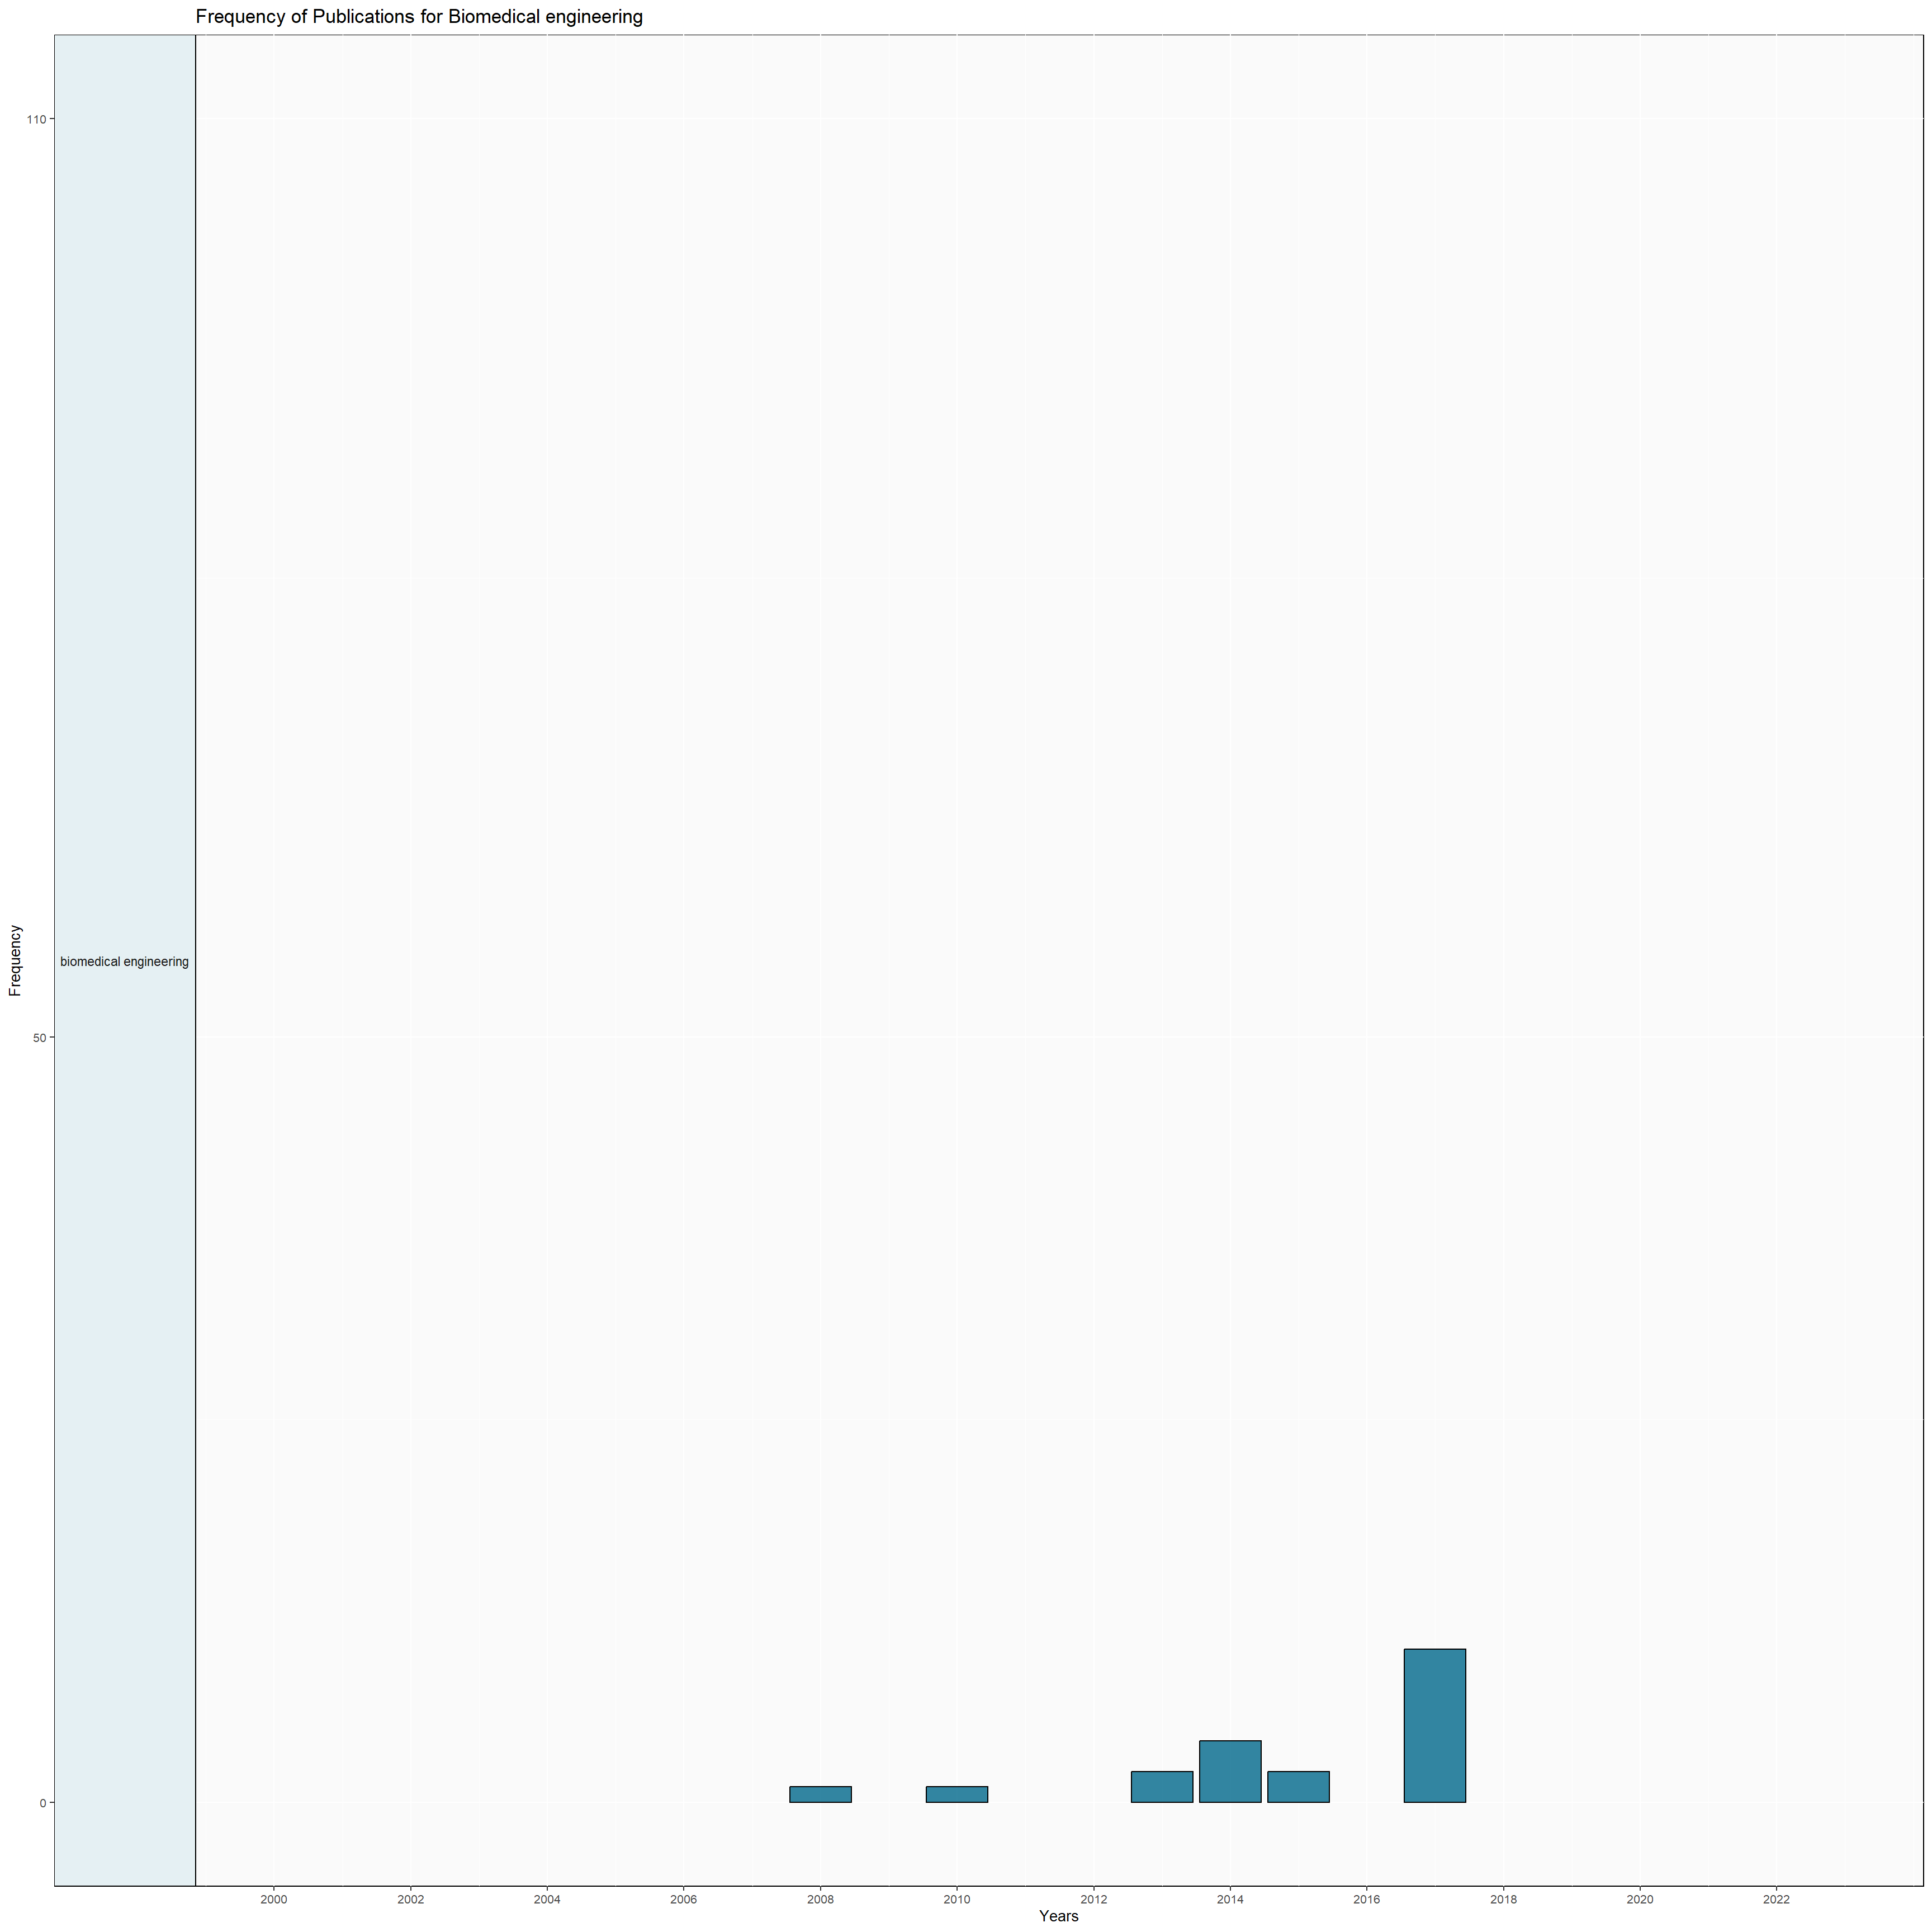 Frequency of Publications for Biomedical engineering
110
50
0
Frequency
biomedical engineering
2000 2002 2004 2006 2008 2010 2012 2014 2016 2018 2020 2022
Years